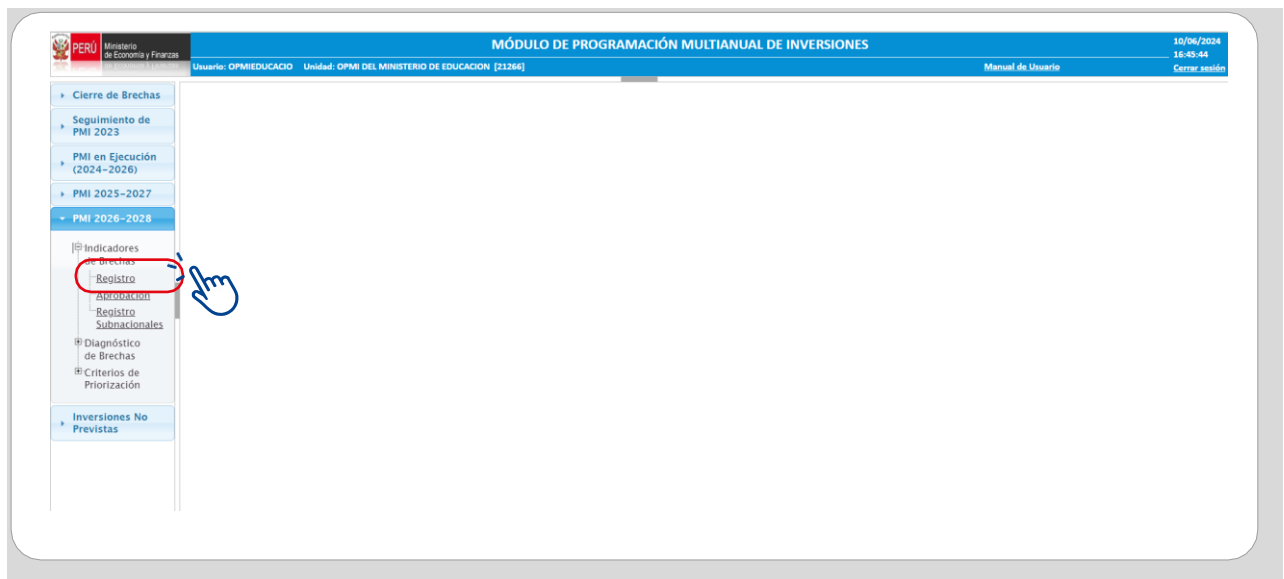 PERÚ
Ministerio
de Economía y Finanzas
MÓDULO DE PROGRAMACIÓN MULTIANUAL DE INVERSIONES
10/06/2024
16:45:44
Usuario: OPMIEDUCACIO Unidad: OPMI DEL MINISTERIO DE EDUCACION [21266]
Manual de Usuario
Cerrar sesión
Cierre de Brechas
Seguimiento de
PMI 2023
PMI en Ejecución
(2024-2026)
PMI 2025-2027
PMI 2026-2028
Indicadores
de Brechas
Registro
Aprobación
Registro
Subnacionales
Diagnóstico
de Brechas
Criterios de
Priorización
Inversiones No
Previstas